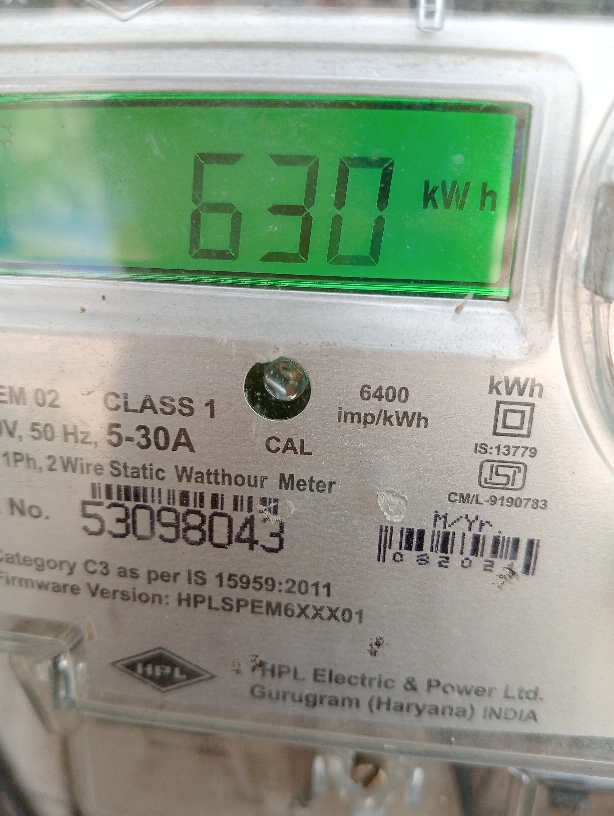 630 kWh
EM 02 CLASS 1
V, 50 Hz, 5-30A
CAL
6400
imp/kWh
kWh
IS:13779
ISI
CM/L-9190783
1Ph, 2 Wire Static Watthour Meter
. No. 53098043
M/Yr.
Category C3 as per IS 15959:2011
Firmware Version: HPLSPEM6XXX01
HPL
HPL Electric & Power Ltd.
Gurugram (Haryana) INDIA